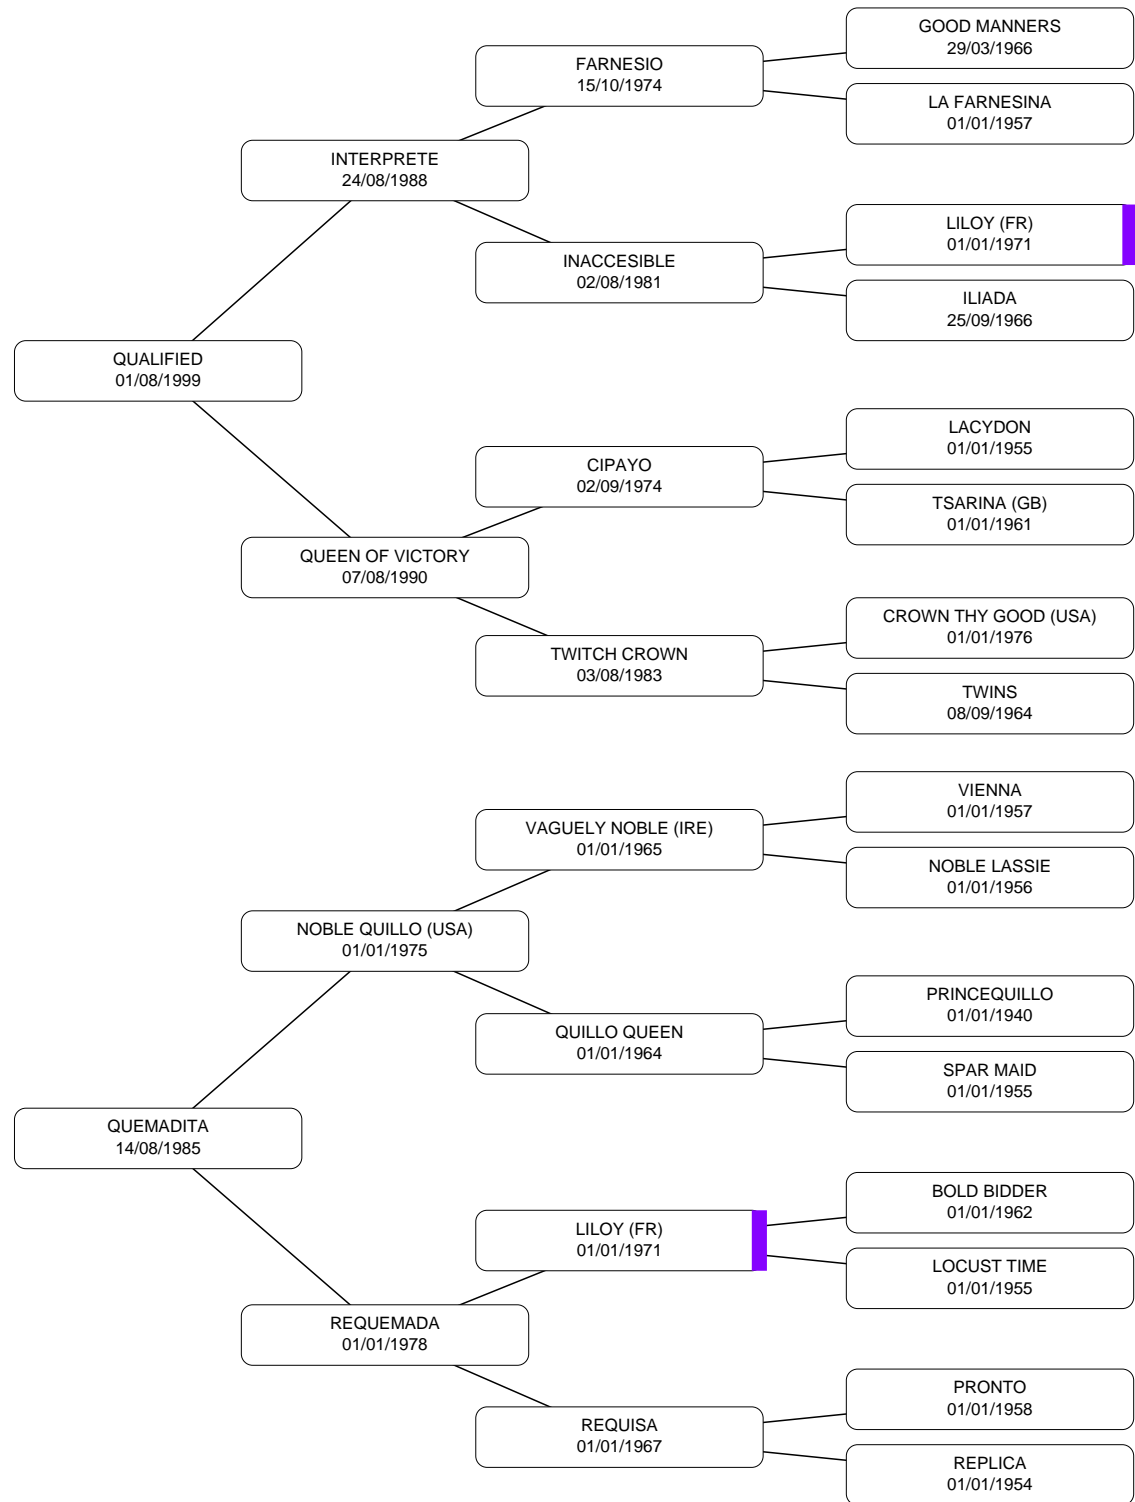 GOOD MANNERS
29/03/1966
FARNESIO
15/10/1974
LA FARNESINA
01/01/1957
INTERPRETE
24/08/1988
LILOY (FR)
01/01/1971
INACCESIBLE
02/08/1981
ILIADA
25/09/1966
QUALIFIED
01/08/1999
LACYDON
01/01/1955
CIPAYO
02/09/1974
TSARINA (GB)
01/01/1961
QUEEN OF VICTORY
07/08/1990
CROWN THY GOOD (USA)
01/01/1976
TWITCH CROWN
03/08/1983
TWINS
08/09/1964
VIENNA
01/01/1957
VAGUELY NOBLE (IRE)
01/01/1965
NOBLE LASSIE
01/01/1956
NOBLE QUILLO (USA)
01/01/1975
PRINCEQUILLO
01/01/1940
QUILLO QUEEN
01/01/1964
SPAR MAID
01/01/1955
QUEMADITA
14/08/1985
BOLD BIDDER
01/01/1962
LILOY (FR)
01/01/1971
LOCUST TIME
01/01/1955
REQUEMADA
01/01/1978
PRONTO
01/01/1958
REQUISA
01/01/1967
REPLICA
01/01/1954